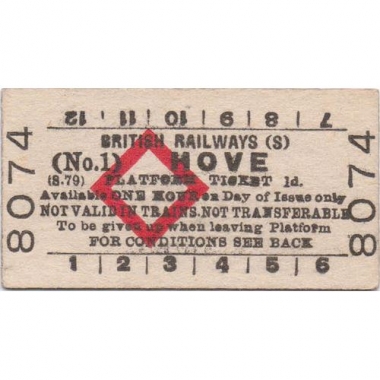 12 | 11 | 10 | 9 | 8 | 7
BRITISH RAILWAYS (S)
(No.1) HOVE
(S.79) PLATFORM TICKET 1d.
Available ONE HOUR on Day of Issue only
NOT VALID IN TRAINS. NOT TRANSFERABLE
To be given up when leaving Platform
FOR CONDITIONS SEE BACK
1 | 2 | 3 | 4 | 5 | 6
8074
8074